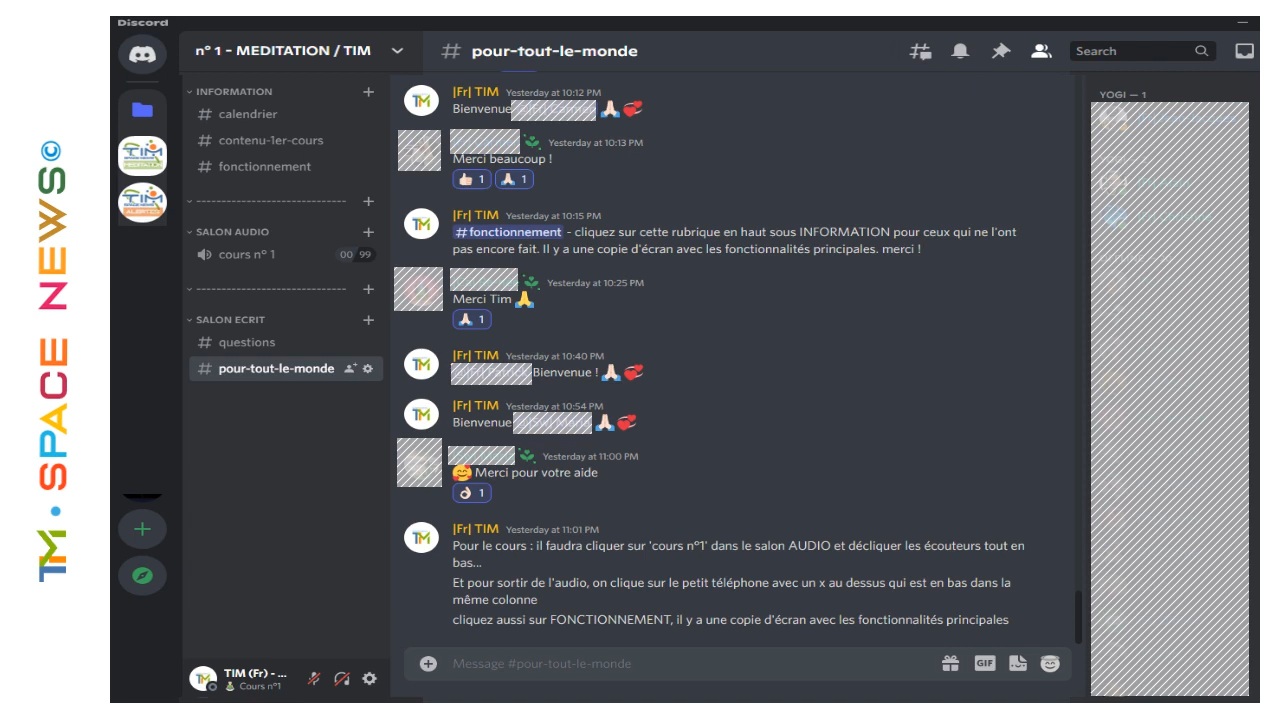 TM • SPACE NEWS©
Discord
n° 1 - MEDITATION / TIM
INFORMATION
# calendrier
# contenu-1er-cours
# fonctionnement
------------------------------
SALON AUDIO
cours n° 1
00 99
------------------------------
SALON ECRIT
# questions
# pour-tout-le-monde
TIM (Fr) - ...
Cours n°1
# pour-tout-le-monde
Search
|Fr| TIM Yesterday at 10:12 PM
Bienvenue
Yesterday at 10:13 PM
Merci beaucoup !
1 1
|Fr| TIM Yesterday at 10:15 PM
#fonctionnement - cliquez sur cette rubrique en haut sous INFORMATION pour ceux qui ne l'ont
pas encore fait. Il y a une copie d'écran avec les fonctionnalités principales. merci !
Yesterday at 10:25 PM
Merci Tim
1
|Fr| TIM Yesterday at 10:40 PM
Bienvenue !
|Fr| TIM Yesterday at 10:54 PM
Bienvenue
Yesterday at 11:00 PM
Merci pour votre aide
1
|Fr| TIM Yesterday at 11:01 PM
Pour le cours : il faudra cliquer sur 'cours n°1' dans le salon AUDIO et décliquer les écouteurs tout en
bas...
Et pour sortir de l'audio, on clique sur le petit téléphone avec un x au dessus qui est en bas dans la
même colonne
cliquez aussi sur FONCTIONNEMENT, il y a une copie d'écran avec les fonctionnalités principales
Message #pour-tout-le-monde
GIF
YOGI — 1